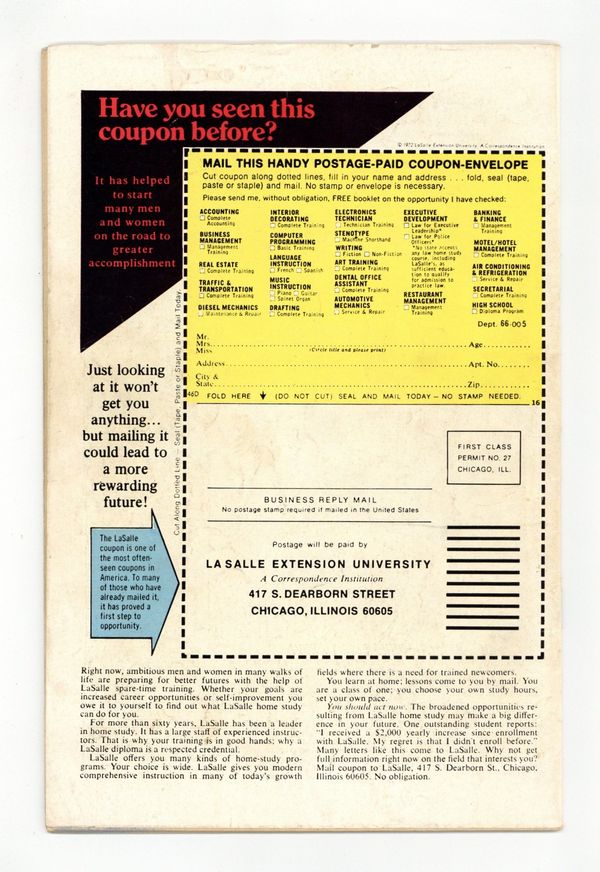 Have you seen this
coupon before?
It has helped
to start
many men
and women
on the road to
greater
accomplishment
© 1972 LaSalle Extension University. A Correspondence Institution
MAIL THIS HANDY POSTAGE-PAID COUPON-ENVELOPE
Cut coupon along dotted lines, fill in your name and address . . . fold, seal (tape,
paste or staple) and mail. No stamp or envelope is necessary.
Please send me, without obligation, FREE booklet on the opportunity I have checked:
ACCOUNTING
Complete
Accounting
BUSINESS
MANAGEMENT
Management
Training
REAL ESTATE
Complete Training
TRAFFIC &
TRANSPORTATION
Complete Training
DIESEL MECHANICS
Maintenance & Repair
INTERIOR
DECORATING
Complete Training
COMPUTER
PROGRAMMING
Basic Training
LANGUAGE
INSTRUCTION
French Spanish
MUSIC
INSTRUCTION
Piano Guitar
Spinet Organ
DRAFTING
Complete Training
ELECTRONICS
TECHNICIAN
Technician Training
STENOTYPE
Machine Shorthand
WRITING
Fiction Non-Fiction
ART TRAINING
Complete Training
DENTAL OFFICE
ASSISTANT
Complete Training
AUTOMOTIVE
MECHANICS
Service & Repair
EXECUTIVE
DEVELOPMENT
Law for Executive
Leadership*
Law for Police
Officers*
*No state accepts
any law home study
course, including
LaSalle's, as
sufficient educa-
tion to qualify
for admission to
practice law.
RESTAURANT
MANAGEMENT
Management
Training
BANKING
& FINANCE
Management
Training
MOTEL/HOTEL
MANAGEMENT
Complete Training
AIR CONDITIONING
& REFRIGERATION
Service & Repair
SECRETARIAL
Complete Training
HIGH SCHOOL
Diploma Program
Dept. 66-005
Mr.
Mrs. Age
Miss (Circle title and please print)
Address Apt. No.
City &
State Zip
46D FOLD HERE (DO NOT CUT) SEAL AND MAIL TODAY – NO STAMP NEEDED. 16
Cut Along Dotted Line – Seal (Tape, Paste or Staple) and Mail Today
Just looking
at it won't
get you
anything...
but mailing it
could lead to
a more
rewarding
future!
The LaSalle
coupon is one of
the most often-
seen coupons in
America. To many
of those who have
already mailed it,
it has proved a
first step to
opportunity.
FIRST CLASS
PERMIT NO. 27
CHICAGO, ILL.
BUSINESS REPLY MAIL
No postage stamp required if mailed in the United States
Postage will be paid by
LA SALLE EXTENSION UNIVERSITY
A Correspondence Institution
417 S. DEARBORN STREET
CHICAGO, ILLINOIS 60605
Right now, ambitious men and women in many walks of
life are preparing for better futures with the help of
LaSalle spare-time training. Whether your goals are
increased career opportunities or self-improvement you
owe it to yourself to find out what LaSalle home study
can do for you.
For more than sixty years, LaSalle has been a leader
in home study. It has a large staff of experienced instruc-
tors. That is why your training is in good hands; why a
LaSalle diploma is a respected credential.
LaSalle offers you many kinds of home-study pro-
grams. Your choice is wide. LaSalle gives you modern
comprehensive instruction in many of today's growth
fields where there is a need for trained newcomers.
You learn at home; lessons come to you by mail. You
are a class of one; you choose your own study hours,
set your own pace.
You should act now. The broadened opportunities re-
sulting from LaSalle home study may make a big differ-
ence in your future. One outstanding student reports:
"I received a $2,000 yearly increase since enrollment
with LaSalle. My regret is that I didn't enroll before."
Many letters like this come to LaSalle. Why not get
full information right now on the field that interests you?
Mail coupon to LaSalle, 417 S. Dearborn St., Chicago,
Illinois 60605. No obligation.